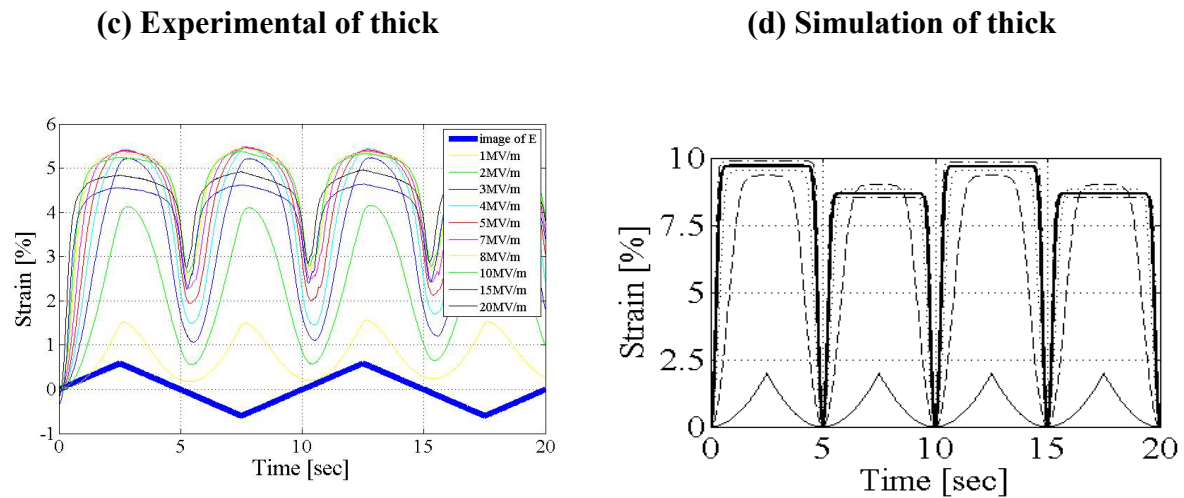 (c) Experimental of thick
(d) Simulation of thick
6
5
4
3
2
1
0
-1
Strain [%]
image of E
1MV/m
2MV/m
3MV/m
4MV/m
5MV/m
7MV/m
8MV/m
10MV/m
15MV/m
20MV/m
0
5
10
15
20
Time [sec]
10
7.5
5
2.5
0
Strain [%]
0
5
10
15
20
Time [sec]